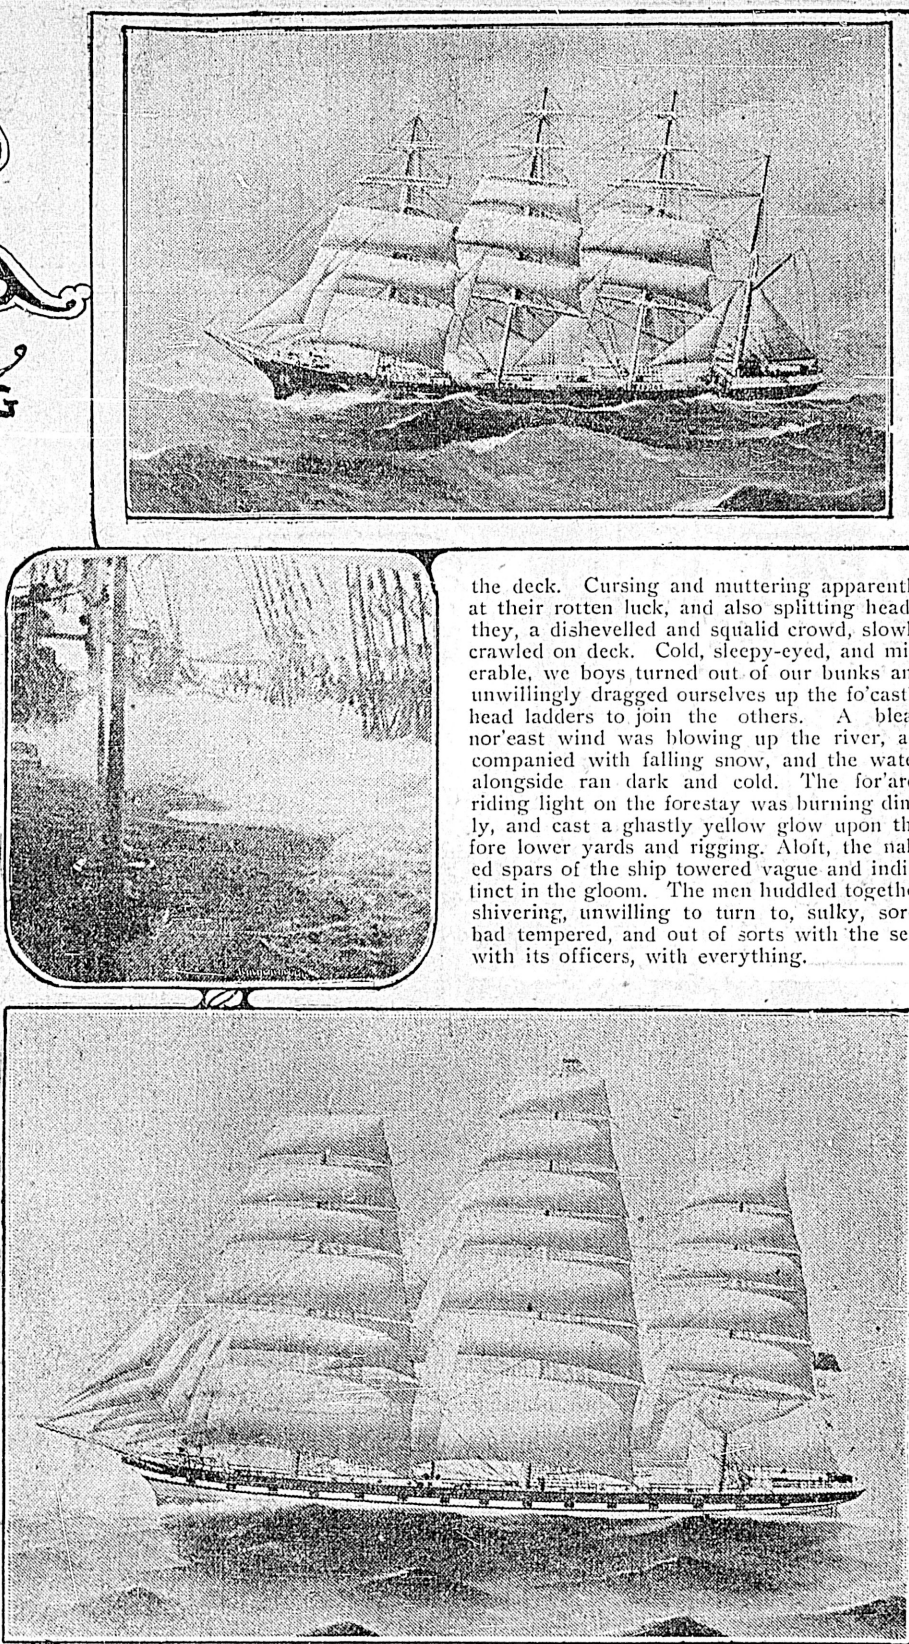 the deck. Cursing and muttering apparentl
at their rotten luck, and also splitting head
they, a dishevelled and squalid crowd, slowl
crawled on deck. Cold, sleepy-eyed, and mi
erable, we boys turned out of our bunks an
unwillingly dragged ourselves up the fo'cast
head ladders to join the others. A blea
nor'east wind was blowing up the river, a
companied with falling snow, and the wate
alongside ran dark and cold. The for'ar
riding light on the forestay was burning dim
ly, and cast a ghastly yellow glow upon th
fore lower yards and rigging. Aloft, the nak
ed spars of the ship towered vague and indi
tinct in the gloom. The men huddled togethe
shivering, unwilling to turn to, sulky, sor
bad tempered, and out of sorts with the se
with its officers, with everything.